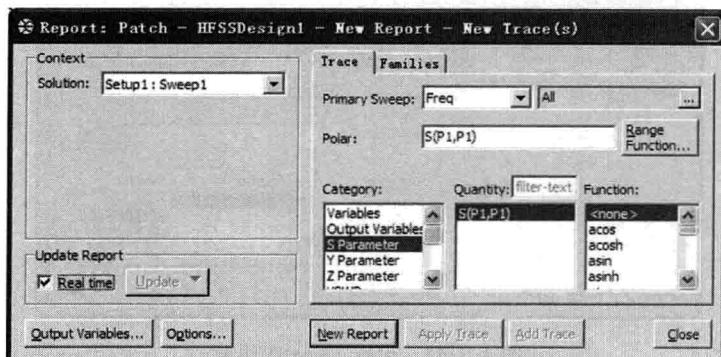 Report: Patch - HFSSDesign1 - New Report - New Trace(s)
Context
Solution: Setup1 : Sweep1
Update Report
Real time Update
Output Variables... Options...
Trace Families
Primary Sweep: Freq All ...
Polar: S(P1,P1) Range Function...
Category: Quantity: filter-text Function:
Variables
Output Variables
S Parameter
Y Parameter
Z Parameter
S(P1,P1)
<none>
acos
acosh
asin
asinh
New Report Apply Trace Add Trace Close